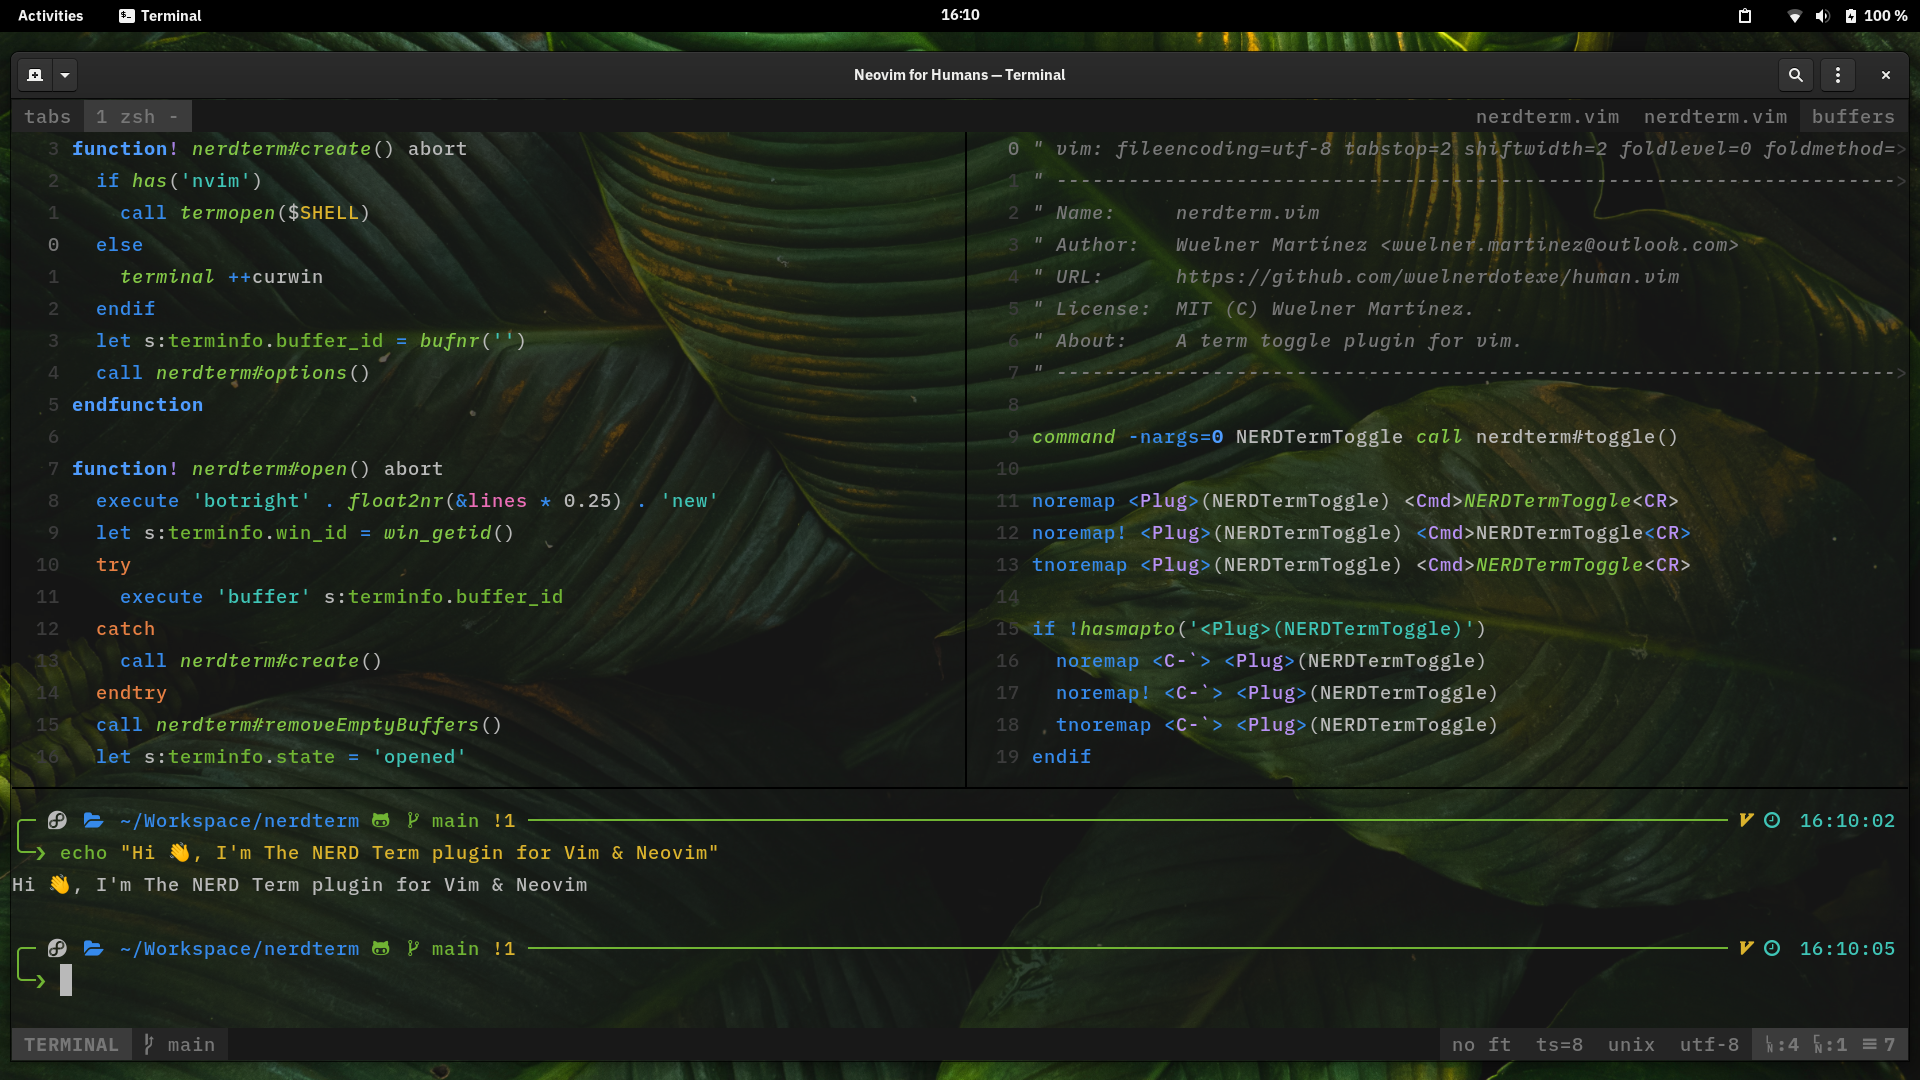 Activities Terminal 16:10 100 %
Neovim for Humans — Terminal
tabs 1 zsh - nerdterm.vim nerdterm.vim buffers
3 function! nerdterm#create() abort
2   if has('nvim')
1     call termopen($SHELL)
0   else
1     terminal ++curwin
2   endif
3   let s:terminfo.buffer_id = bufnr('')
4   call nerdterm#options()
5 endfunction
6
7 function! nerdterm#open() abort
8   execute 'botright' . float2nr(&lines * 0.25) . 'new'
9   let s:terminfo.win_id = win_getid()
10   try
11     execute 'buffer' s:terminfo.buffer_id
12   catch
13     call nerdterm#create()
14   endtry
15   call nerdterm#removeEmptyBuffers()
16   let s:terminfo.state = 'opened'
0 " vim: fileencoding=utf-8 tabstop=2 shiftwidth=2 foldlevel=0 foldmethod=>
1 " ---------------------------------------------------------------------->
2 " Name:     nerdterm.vim
3 " Author:   Wuelner Martínez <wuelner.martinez@outlook.com>
4 " URL:      https://github.com/wuelnerdotexe/human.vim
5 " License:  MIT (C) Wuelner Martínez.
6 " About:    A term toggle plugin for vim.
7 " ---------------------------------------------------------------------->
8
9 command -nargs=0 NERDTermToggle call nerdterm#toggle()
10
11 noremap <Plug>(NERDTermToggle) <Cmd>NERDTermToggle<CR>
12 noremap! <Plug>(NERDTermToggle) <Cmd>NERDTermToggle<CR>
13 tnoremap <Plug>(NERDTermToggle) <Cmd>NERDTermToggle<CR>
14
15 if !hasmapto('<Plug>(NERDTermToggle)')
16   noremap <C-`> <Plug>(NERDTermToggle)
17   noremap! <C-`> <Plug>(NERDTermToggle)
18   tnoremap <C-`> <Plug>(NERDTermToggle)
19 endif
~/Workspace/nerdterm main !1 16:10:02
❯ echo "Hi 👋, I'm The NERD Term plugin for Vim & Neovim"
Hi 👋, I'm The NERD Term plugin for Vim & Neovim
~/Workspace/nerdterm main !1 16:10:05
❯
TERMINAL main no ft ts=8 unix utf-8 LN:4 CN:1 ≡ 7